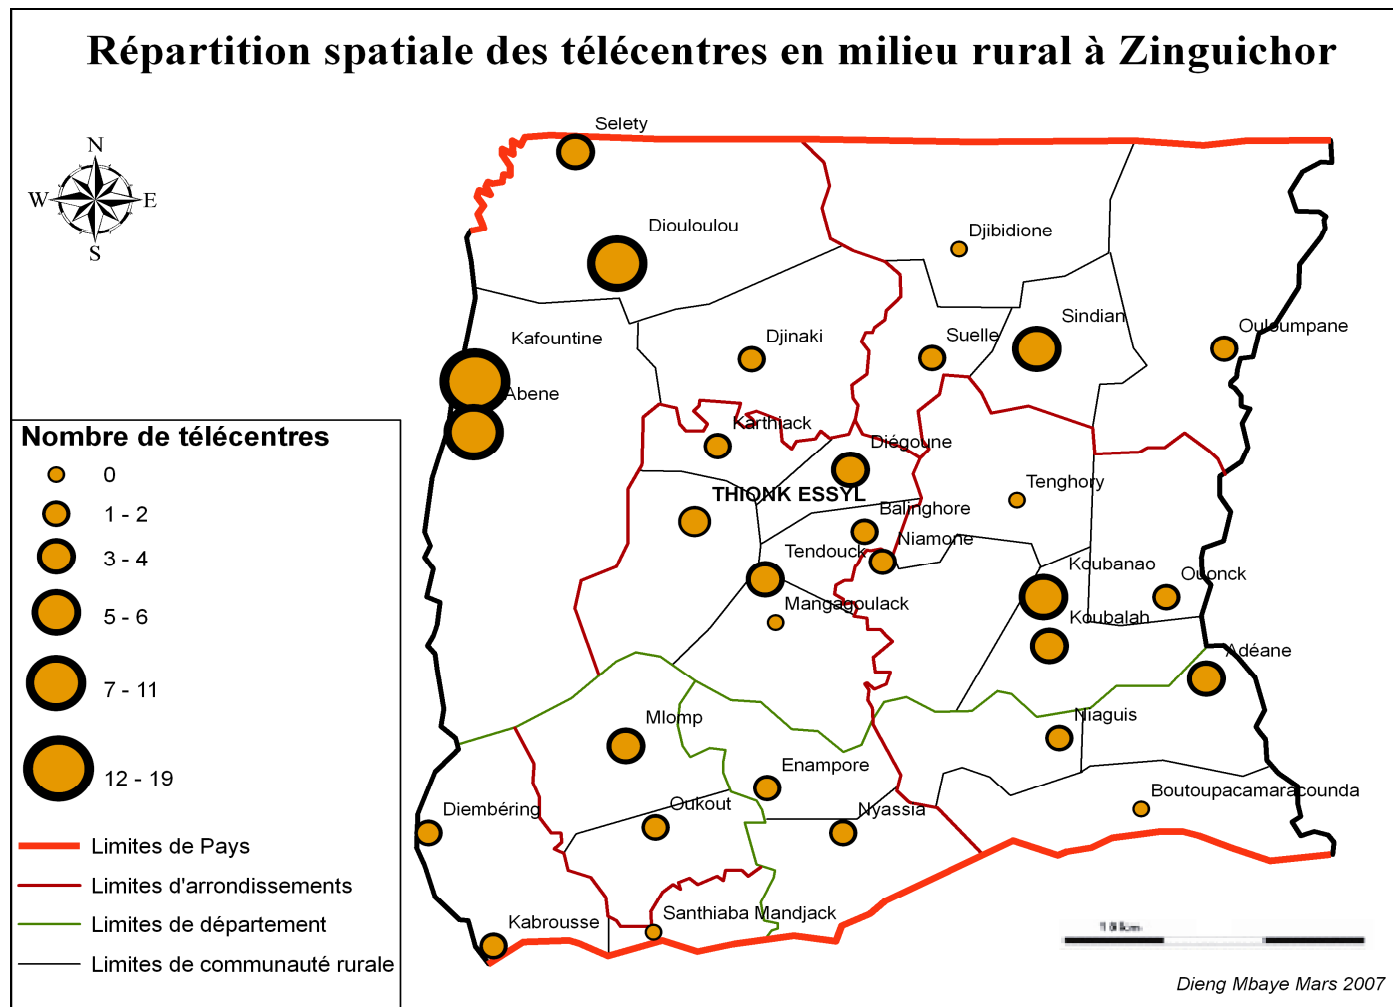 Répartition spatiale des télécentres en milieu rural à Zinguichor
N
W
E
S
Selety
Diouloulou
Djibidione
Kafountine
Djinaki
Suelle
Sindian
Ouloumpane
Abene
Karthiack
Diégoune
THIONK ESSYL
Tenghory
Balinghore
Niamone
Tendouck
Koubanao
Ouonck
Mangagoulack
Koubalah
Adéane
Mlomp
Niaguis
Enampore
Boutoupacamaracounda
Diembéring
Oukout
Nyassia
Kabrousse
Santhiaba Mandjack
Nombre de télécentres
0
1 - 2
3 - 4
5 - 6
7 - 11
12 - 19
Limites de Pays
Limites d'arrondissements
Limites de département
Limites de communauté rurale
km
Dieng Mbaye Mars 2007